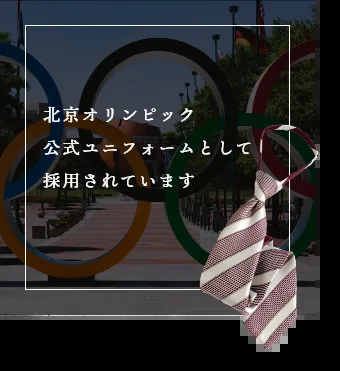 北京オリンピック
公式ユニフォームとして
採用されています